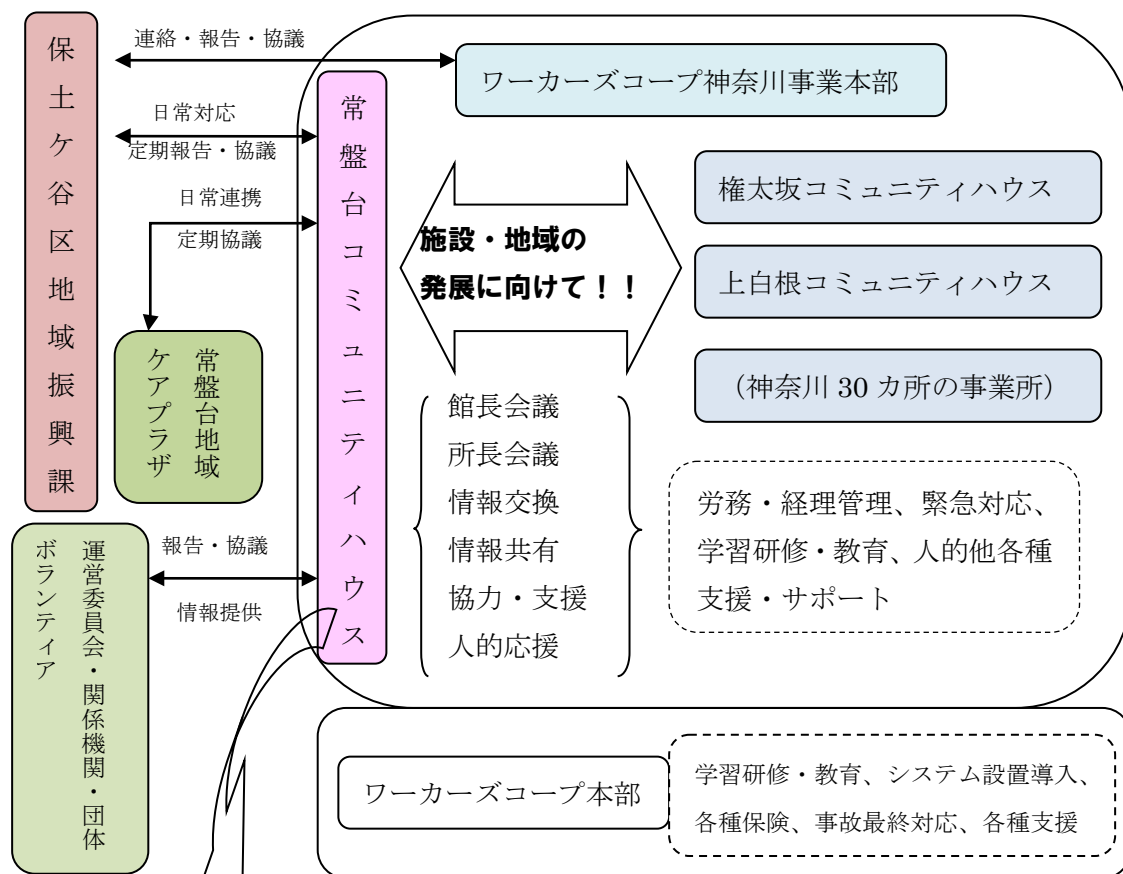 保土ケ谷区地域振興課
連絡・報告・協議
ワーカーズコープ神奈川事業本部
日常対応
定期報告・協議
日常連携
定期協議
常盤台コミュニティハウス
常盤台地域
ケアプラザ
施設・地域の
発展に向けて!!
権太坂コミュニティハウス
上白根コミュニティハウス
(神奈川 30 カ所の事業所)
館長会議
所長会議
情報交換
情報共有
協力・支援
人的応援
労務・経理管理、緊急対応、
学習研修・教育、人的他各種
支援・サポート
運営委員会・関係機関・団体
ボランティア
報告・協議
情報提供
ワーカーズコープ本部
学習研修・教育、システム設置導入、
各種保険、事故最終対応、各種支援